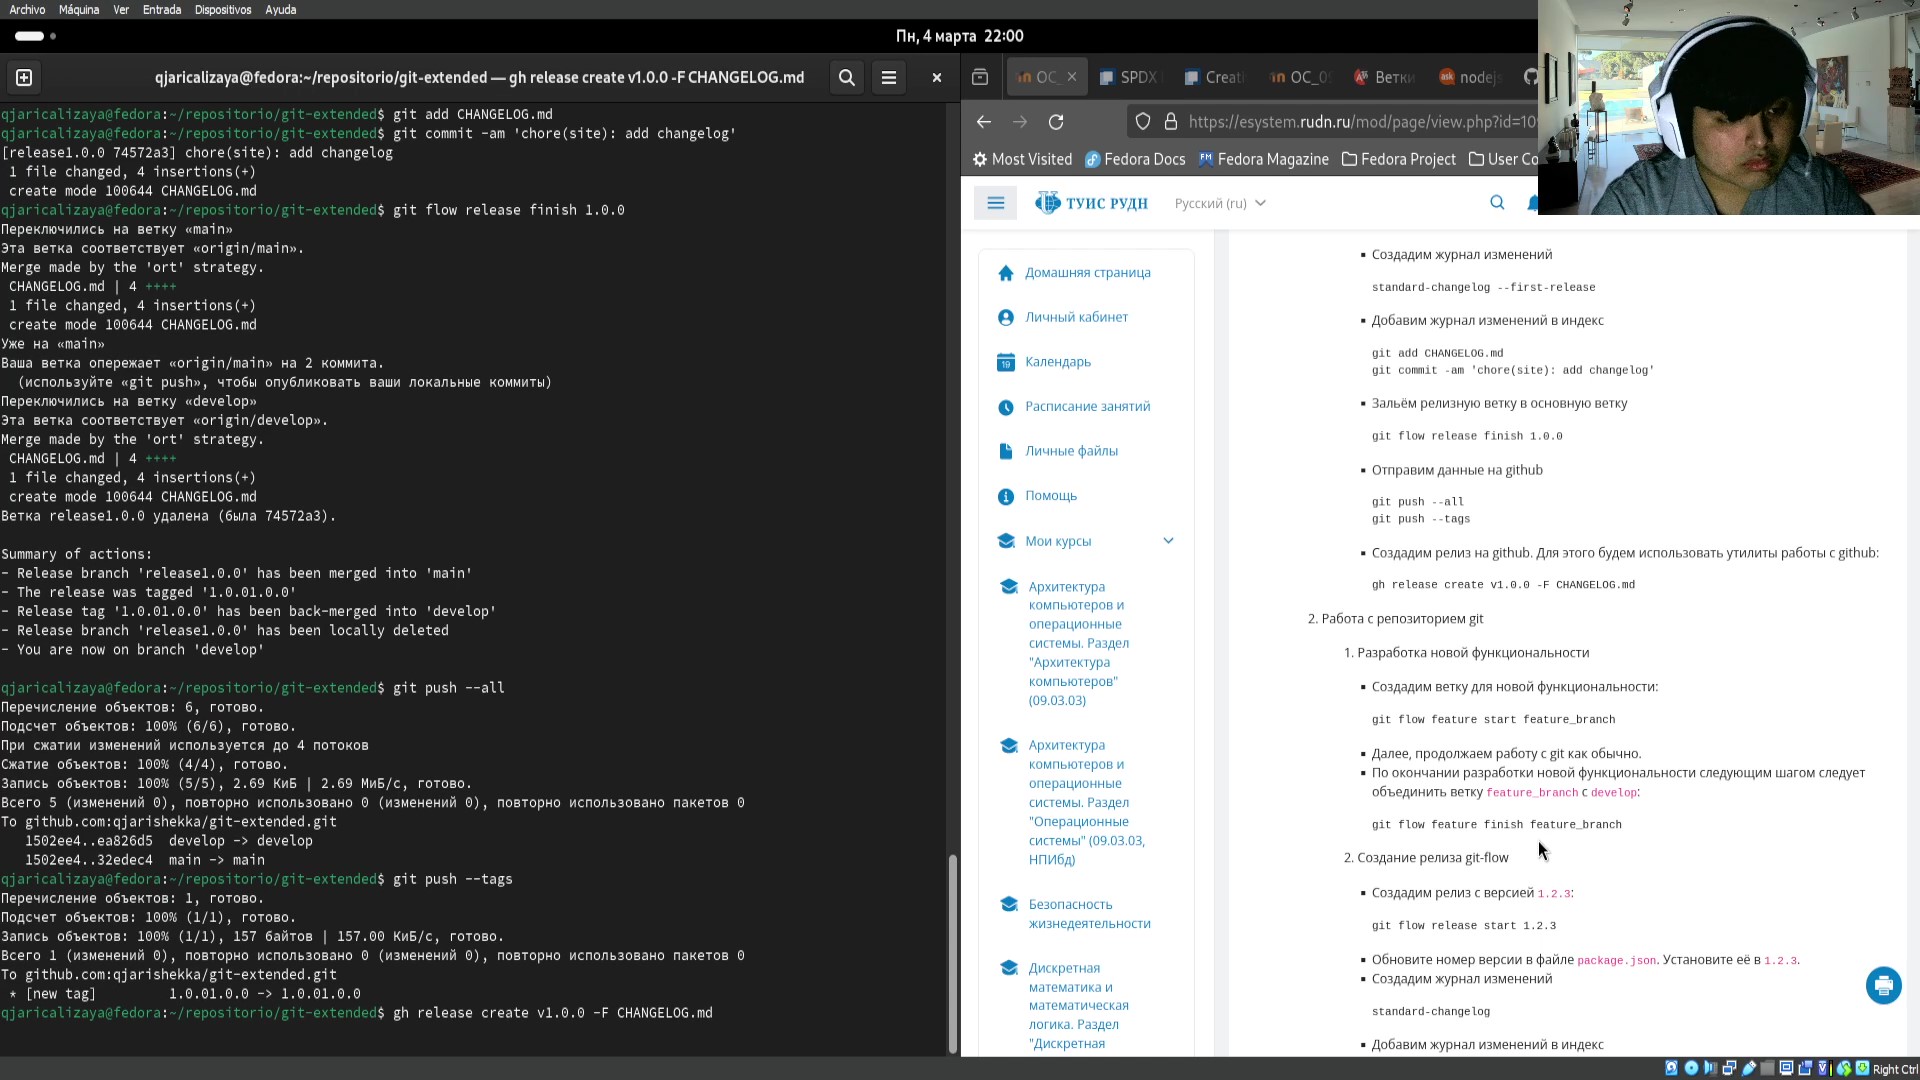 Archivo Máquina Ver Entrada Dispositivos Ayuda
Пн, 4 марта 22:00
qjaricalizaya@fedora:~/repositorio/git-extended — gh release create v1.0.0 -F CHANGELOG.md
qjaricalizaya@fedora:~/repositorio/git-extended$ git add CHANGELOG.md
qjaricalizaya@fedora:~/repositorio/git-extended$ git commit -am 'chore(site): add changelog'
[release1.0.0 74572a3] chore(site): add changelog
1 file changed, 4 insertions(+)
create mode 100644 CHANGELOG.md
qjaricalizaya@fedora:~/repositorio/git-extended$ git flow release finish 1.0.0
Переключились на ветку «main»
Эта ветка соответствует «origin/main».
Merge made by the 'ort' strategy.
CHANGELOG.md | 4 ++++
1 file changed, 4 insertions(+)
create mode 100644 CHANGELOG.md
Уже на «main»
Ваша ветка опережает «origin/main» на 2 коммита.
(используйте «git push», чтобы опубликовать ваши локальные коммиты)
Переключились на ветку «develop»
Эта ветка соответствует «origin/develop».
Merge made by the 'ort' strategy.
CHANGELOG.md | 4 ++++
1 file changed, 4 insertions(+)
create mode 100644 CHANGELOG.md
Ветка release1.0.0 удалена (была 74572a3).
Summary of actions:
- Release branch 'release1.0.0' has been merged into 'main'
- The release was tagged '1.0.01.0.0'
- Release tag '1.0.01.0.0' has been back-merged into 'develop'
- Release branch 'release1.0.0' has been locally deleted
- You are now on branch 'develop'
qjaricalizaya@fedora:~/repositorio/git-extended$ git push --all
Перечисление объектов: 6, готово.
Подсчет объектов: 100% (6/6), готово.
При сжатии изменений используется до 4 потоков
Сжатие объектов: 100% (4/4), готово.
Запись объектов: 100% (5/5), 2.69 КиБ | 2.69 МиБ/с, готово.
Всего 5 (изменений 0), повторно использовано 0 (изменений 0), повторно использовано пакетов 0
To github.com:qjarishekka/git-extended.git
1502ee4..ea826d5 develop -> develop
1502ee4..32edec4 main -> main
qjaricalizaya@fedora:~/repositorio/git-extended$ git push --tags
Перечисление объектов: 1, готово.
Подсчет объектов: 100% (1/1), готово.
Запись объектов: 100% (1/1), 157 байтов | 157.00 КиБ/с, готово.
Всего 1 (изменений 0), повторно использовано 0 (изменений 0), повторно использовано пакетов 0
To github.com:qjarishekka/git-extended.git
* [new tag] 1.0.01.0.0 -> 1.0.01.0.0
qjaricalizaya@fedora:~/repositorio/git-extended$ gh release create v1.0.0 -F CHANGELOG.md
OC_ SPDX Creati OC_0 Ветки nodej
https://esystem.rudn.ru/mod/page/view.php?id=10
Most Visited Fedora Docs Fedora Magazine Fedora Project User Co
ТУИС РУДН Русский (ru)
Домашняя страница
Личный кабинет
Календарь
Расписание занятий
Личные файлы
Помощь
Мои курсы
Архитектура
компьютеров и
операционные
системы. Раздел
"Архитектура
компьютеров"
(09.03.03)
Архитектура
компьютеров и
операционные
системы. Раздел
"Операционные
системы" (09.03.03,
НПИбд)
Безопасность
жизнедеятельности
Дискретная
математика и
математическая
логика. Раздел
"Дискретная
▪ Создадим журнал изменений
standard-changelog --first-release
▪ Добавим журнал изменений в индекс
git add CHANGELOG.md
git commit -am 'chore(site): add changelog'
▪ Зальём релизную ветку в основную ветку
git flow release finish 1.0.0
▪ Отправим данные на github
git push --all
git push --tags
▪ Создадим релиз на github. Для этого будем использовать утилиты работы с github:
gh release create v1.0.0 -F CHANGELOG.md
2. Работа с репозиторием git
1. Разработка новой функциональности
▪ Создадим ветку для новой функциональности:
git flow feature start feature_branch
▪ Далее, продолжаем работу c git как обычно.
▪ По окончании разработки новой функциональности следующим шагом следует
объединить ветку feature_branch c develop:
git flow feature finish feature_branch
2. Создание релиза git-flow
▪ Создадим релиз с версией 1.2.3:
git flow release start 1.2.3
▪ Обновите номер версии в файле package.json. Установите её в 1.2.3.
▪ Создадим журнал изменений
standard-changelog
▪ Добавим журнал изменений в индекс
Right Ctrl